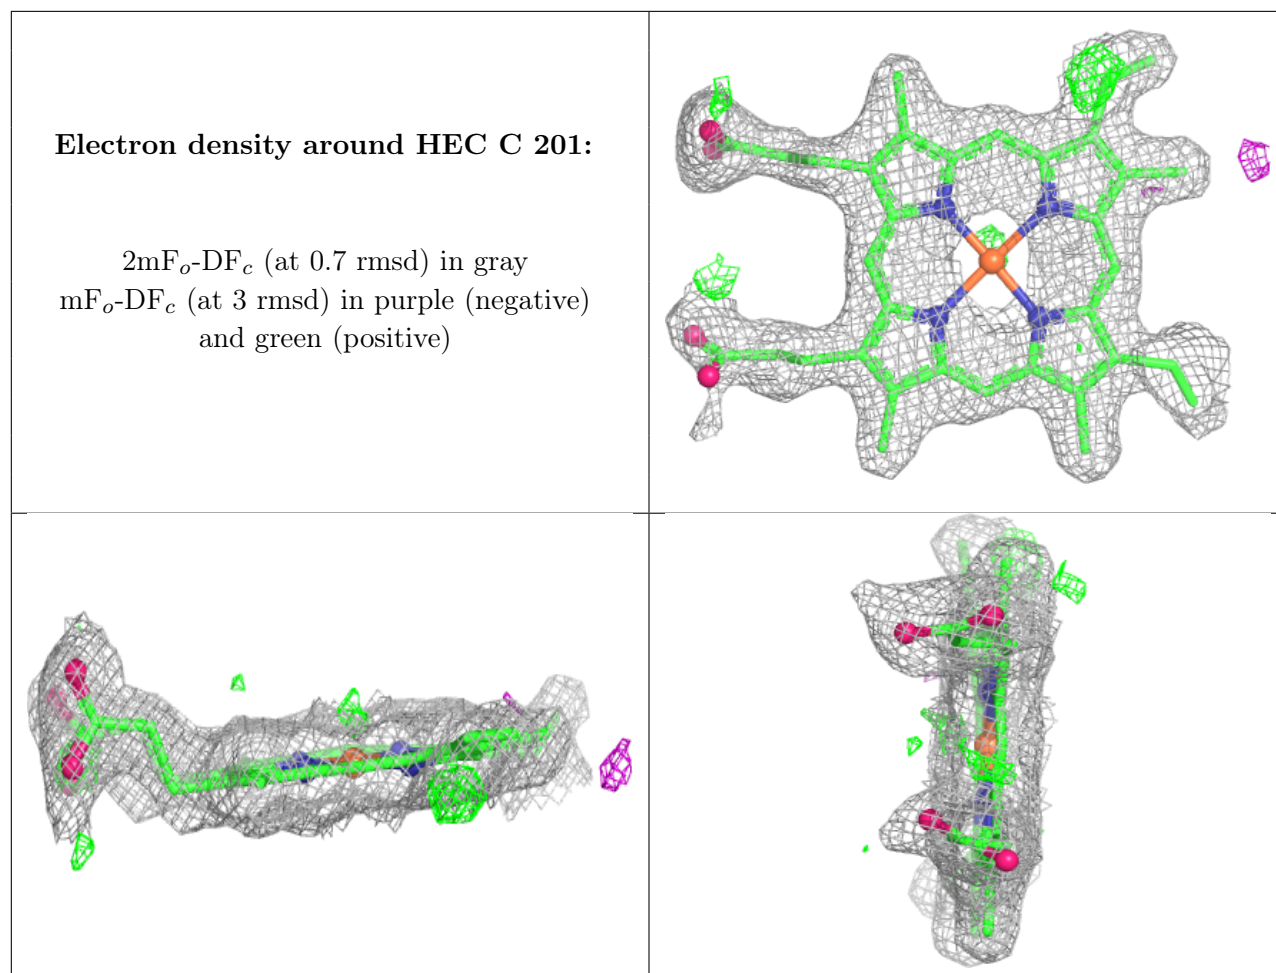 Electron density around HEC C 201:
2mFo-DFc (at 0.7 rmsd) in gray
mFo-DFc (at 3 rmsd) in purple (negative)
and green (positive)